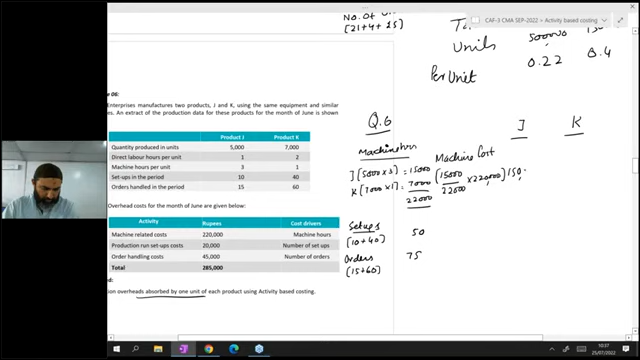 No. of
[21+4+25]
CAF-3 CMA SEP-2022 / Activity based costing
50000
Units
0.22 8.4
Per Unit
Enterprises manufactures two products, J and K, using the same equipment and similar
An extract of the production data for these products for the month of June is shown
Product J Product K
Quantity produced in units 5,000 7,000
Direct labour hours per unit 1 2
Machine hours per unit 3 1
Set-ups in the period 10 40
Orders handled in the period 15 60
Overhead costs for the month of June are given below:
Activity Rupees Cost drivers
Machine related costs 220,000 Machine hours
Production run set-ups costs 20,000 Number of set ups
Order handling costs 45,000 Number of orders
Total 285,000
overheads absorbed by one unit of each product using Activity Based costing.
Q.6
J K
Machine hours
J [5000 x 3] = 15000
K [7000 x 1] = 7000
22000
Machine Cost
[15000/22000 x 220,000] 150,
Setups
[10+40] 50
Orders 75
[15+60]
10:37
25/07/2022